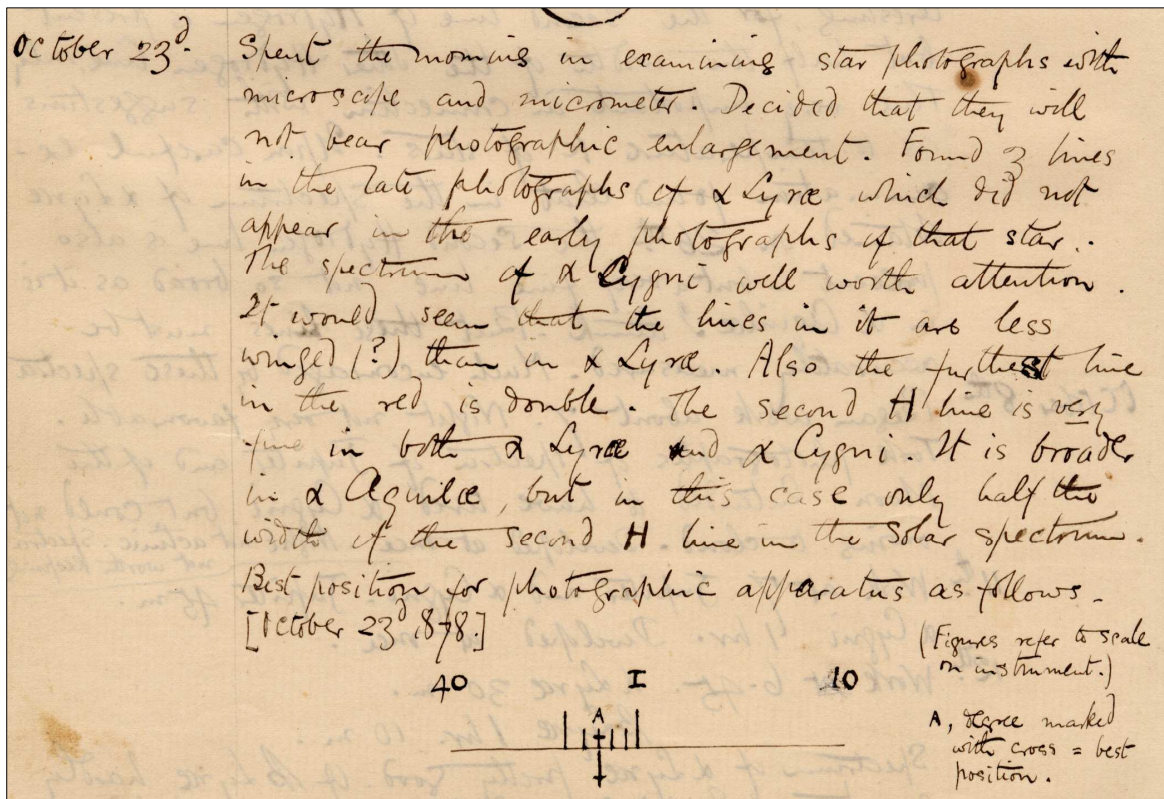 October 23d. Spent the morning in examining star photographs with
microscope and micrometer. Decided that they will
not bear photographic enlargement. Found 3 lines
in the late photographs of α Lyræ which did not
appear in the early photographs of that star.
The spectrum of α Cygni well worth attention.
It would seem that the lines in it are less
winged (?) than in α Lyræ. Also the furthest line
in the red is double. The second H line is very
fine in both α Lyræ and α Cygni. It is broader
in α Aquilæ, but in this case only half the
width of the second H line in the Solar spectrum.
Best position for photographic apparatus as follows.
[October 23d 1878.]
(Figures refer to scale
on instrument.)
40 I 10
A
A, degree marked
with cross = best
position.